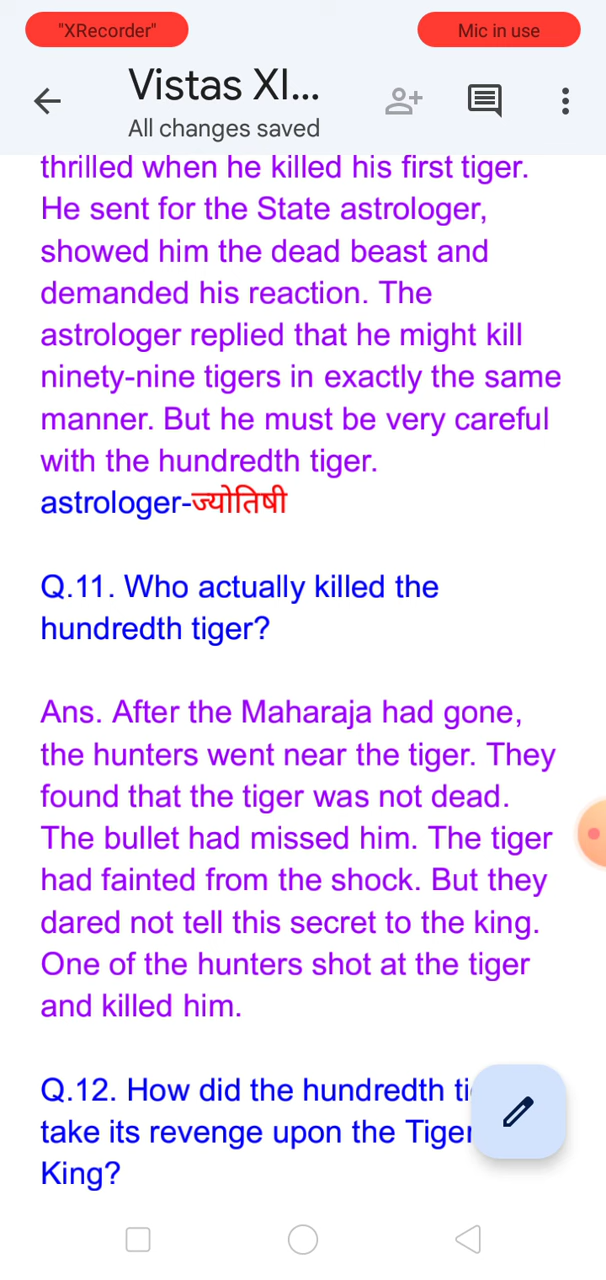 "XRecorder"
Mic in use
Vistas XI...
All changes saved
thrilled when he killed his first tiger.
He sent for the State astrologer,
showed him the dead beast and
demanded his reaction. The
astrologer replied that he might kill
ninety-nine tigers in exactly the same
manner. But he must be very careful
with the hundredth tiger.
astrologer-ज्योतिषी
Q.11. Who actually killed the
hundredth tiger?
Ans. After the Maharaja had gone,
the hunters went near the tiger. They
found that the tiger was not dead.
The bullet had missed him. The tiger
had fainted from the shock. But they
dared not tell this secret to the king.
One of the hunters shot at the tiger
and killed him.
Q.12. How did the hundredth
take its revenge upon the Tiger
King?